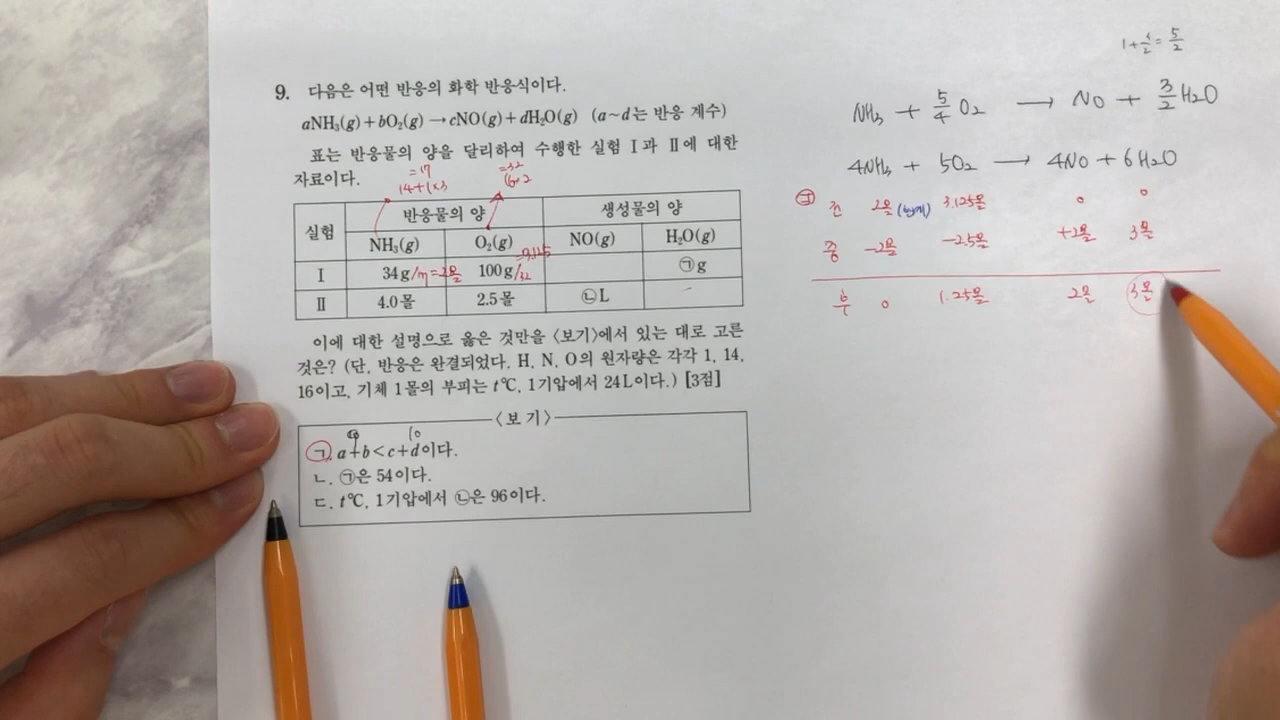 9. 다음은 어떤 반응의 화학 반응식이다.
aNH₃(g)+bO₂(g)→cNO(g)+dH₂O(g) (a~d는 반응 계수)
표는 반응물의 양을 달리하여 수행한 실험 Ⅰ과 Ⅱ에 대한
자료이다.
=17
14+1×3
=32
16×2
실험 반응물의 양 생성물의 양
NH₃(g) O₂(g) NO(g) H₂O(g)
=3.125
Ⅰ 34g/17=2몰 100g/32 ㉠g
Ⅱ 4.0몰 2.5몰 ㉡L
이에 대한 설명으로 옳은 것만을 〈보기〉에서 있는 대로 고른
것은? (단, 반응은 완결되었다. H, N, O의 원자량은 각각 1, 14,
16이고, 기체 1몰의 부피는 t℃, 1기압에서 24L이다.) [3점]
〈보 기〉
9 10
ㄱ. a+b<c+d이다.
ㄴ. ㉠은 54이다.
ㄷ. t℃, 1기압에서 ㉡은 96이다.
NH₃ + 5/4 O₂ → NO + 3/2 H₂O
4NH₃ + 5O₂ → 4NO + 6H₂O
전 2몰 (한계) 3.125몰 0 0
중 -2몰 -2.5몰 +2몰 3몰
후 0 1.25몰 2몰 3몰